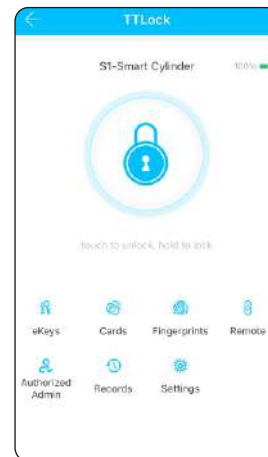 TTLock
S1-Smart Cylinder 100%
touch to unlock, hold to lock
eKeys Cards Fingerprints Remote
Authorized Admin Records Settings